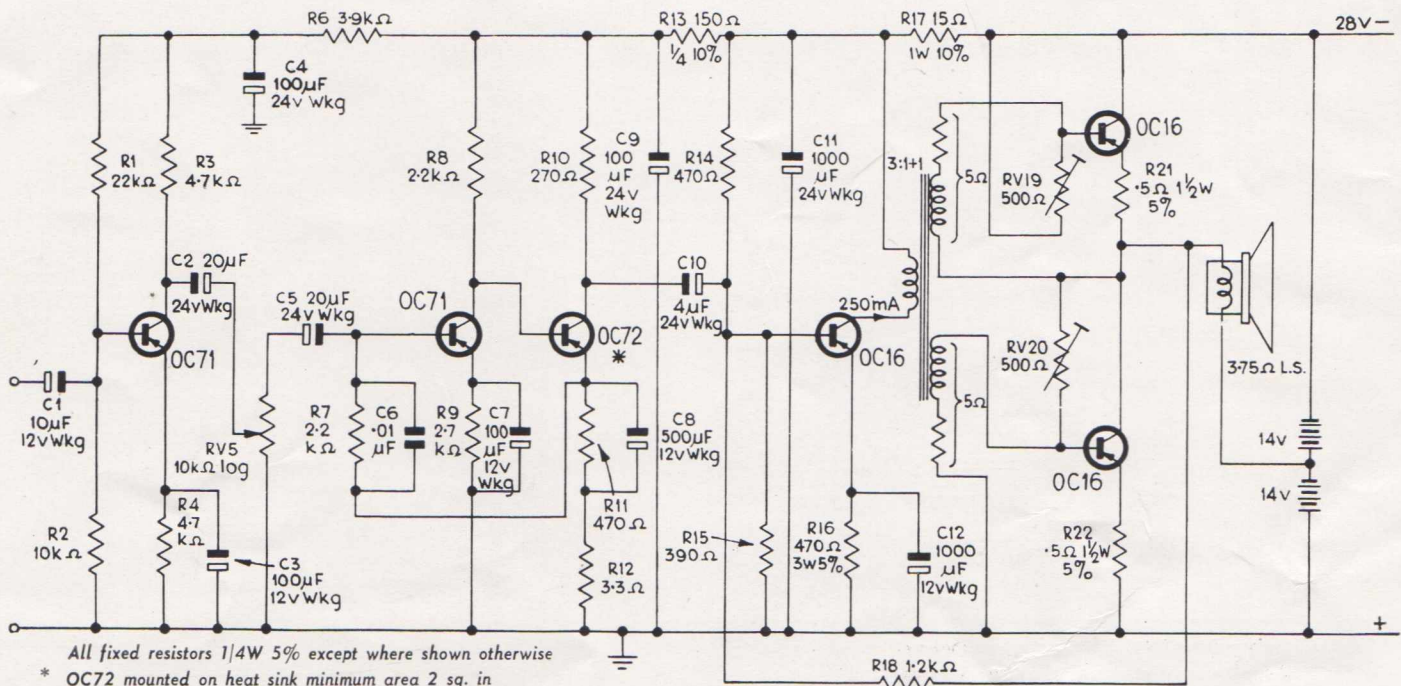 R6 3·9kΩ
R13 150Ω
¼ 10%
R17 15Ω
1W 10%
28V−
C4
100µF
24v Wkg
R1
22kΩ
R3
4·7kΩ
R8
2·2kΩ
R10
270Ω
C9
100
µF
24v
Wkg
R14
470Ω
C11
1000
µF
24vWkg
3:1+1
5Ω
RV19
500Ω
OC16
R21
·5Ω 1½W
5%
C2 20µF
24vWkg
OC71
C5 20µF
24vWkg
OC71
OC72
*
C10
4µF
24vWkg
250mA
OC16
RV20
500Ω
5Ω
3·75Ω L.S.
14v
14v
OC16
C1
10µF
12vWkg
RV5
10kΩ log
R7
2·2
kΩ
C6
·01
µF
R9
2·7
kΩ
C7
100
µF
12v
Wkg
C8
500µF
12vWkg
R11
470Ω
R2
10kΩ
R4
4·7
kΩ
C3
100µF
12vWkg
R12
3·3Ω
R15
390Ω
R16
470Ω
3W5%
C12
1000
µF
12vWkg
R22
·5Ω 1½W
5%
+
R18 1·2kΩ
All fixed resistors 1/4W 5% except where shown otherwise
* OC72 mounted on heat sink minimum area 2 sq. in